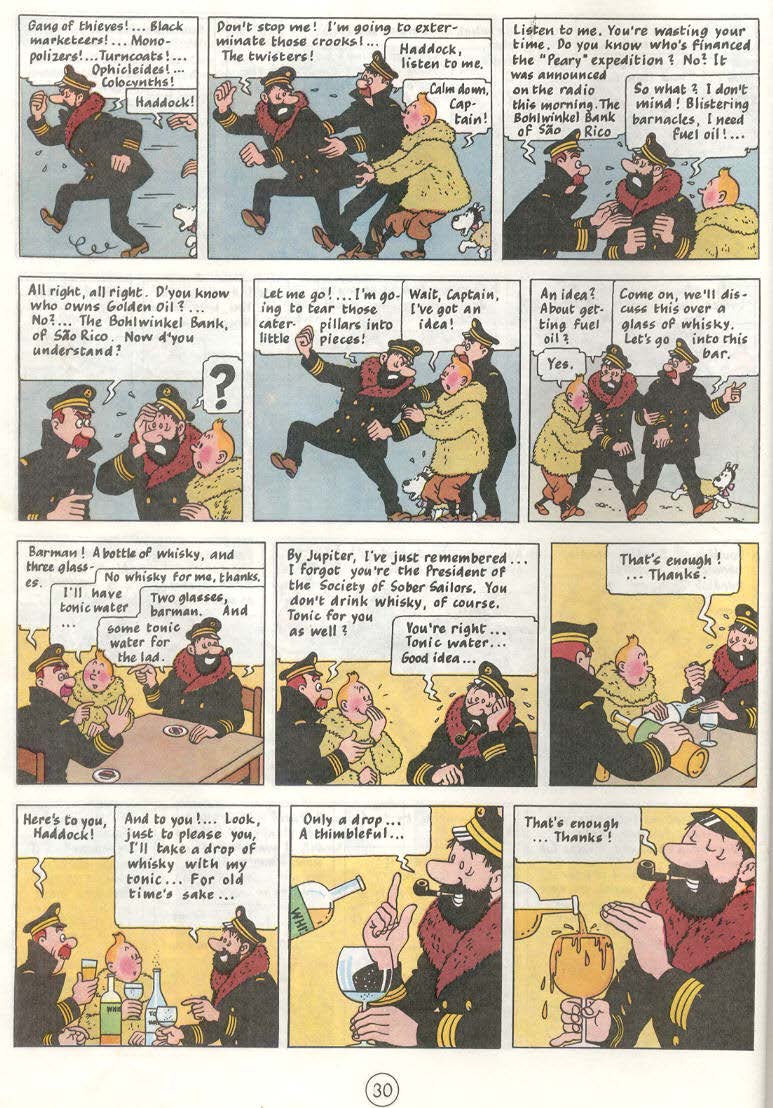 Gang of thieves!... Black
marketeers!... Mono-
polizers!...Turncoats!...
Ophicleides!...
Colocynths!
Haddock!
Don't stop me! I'm going to exter-
minate those crooks!...
The twisters!
Haddock,
listen to me.
Calm down,
Cap-
tain!
Listen to me. You're wasting your
time. Do you know who's financed
the "Peary" expedition? No? It
was announced
on the radio
this morning. The
Bohlwinkel Bank
of São Rico
So what? I don't
mind! Blistering
barnacles, I need
fuel oil!...
All right, all right. D'you know
who owns Golden Oil?...
No?... The Bohlwinkel Bank,
of São Rico. Now d'you
understand?
?
Let me go!... I'm go-
ing to tear those
cater- pillars into
little pieces!
Wait, Captain,
I've got an
idea!
An idea?
About get-
ting fuel
oil?
Yes.
Come on, we'll dis-
cuss this over a
glass of whisky.
Let's go into this
bar.
Barman! A bottle of whisky, and
three glass-
es.
No whisky for me, thanks.
I'll have
tonic water
...
Two glasses,
barman. And
some tonic
water for
the lad.
By Jupiter, I've just remembered...
I forgot you're the President of
the Society of Sober Sailors. You
don't drink whisky, of course.
Tonic for you
as well?
You're right...
Tonic water...
Good idea...
That's enough!
... Thanks.
Here's to you,
Haddock!
And to you!... Look,
just to please you,
I'll take a drop of
whisky with my
tonic... For old
time's sake...
WH
TO
WA
Only a drop...
A thimbleful...
WHI
That's enough
... Thanks!
30